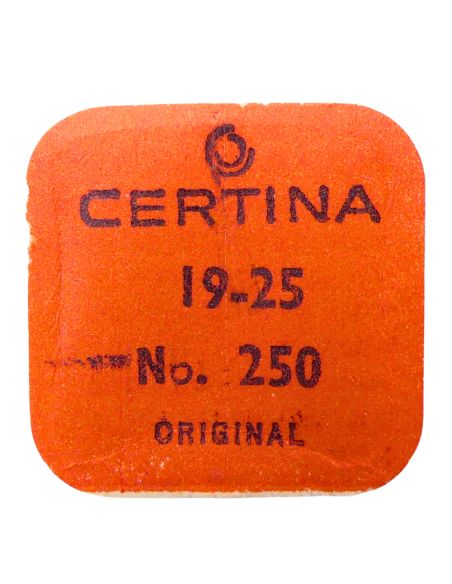 CERTINA
19-25
No. 250
ORIGINAL